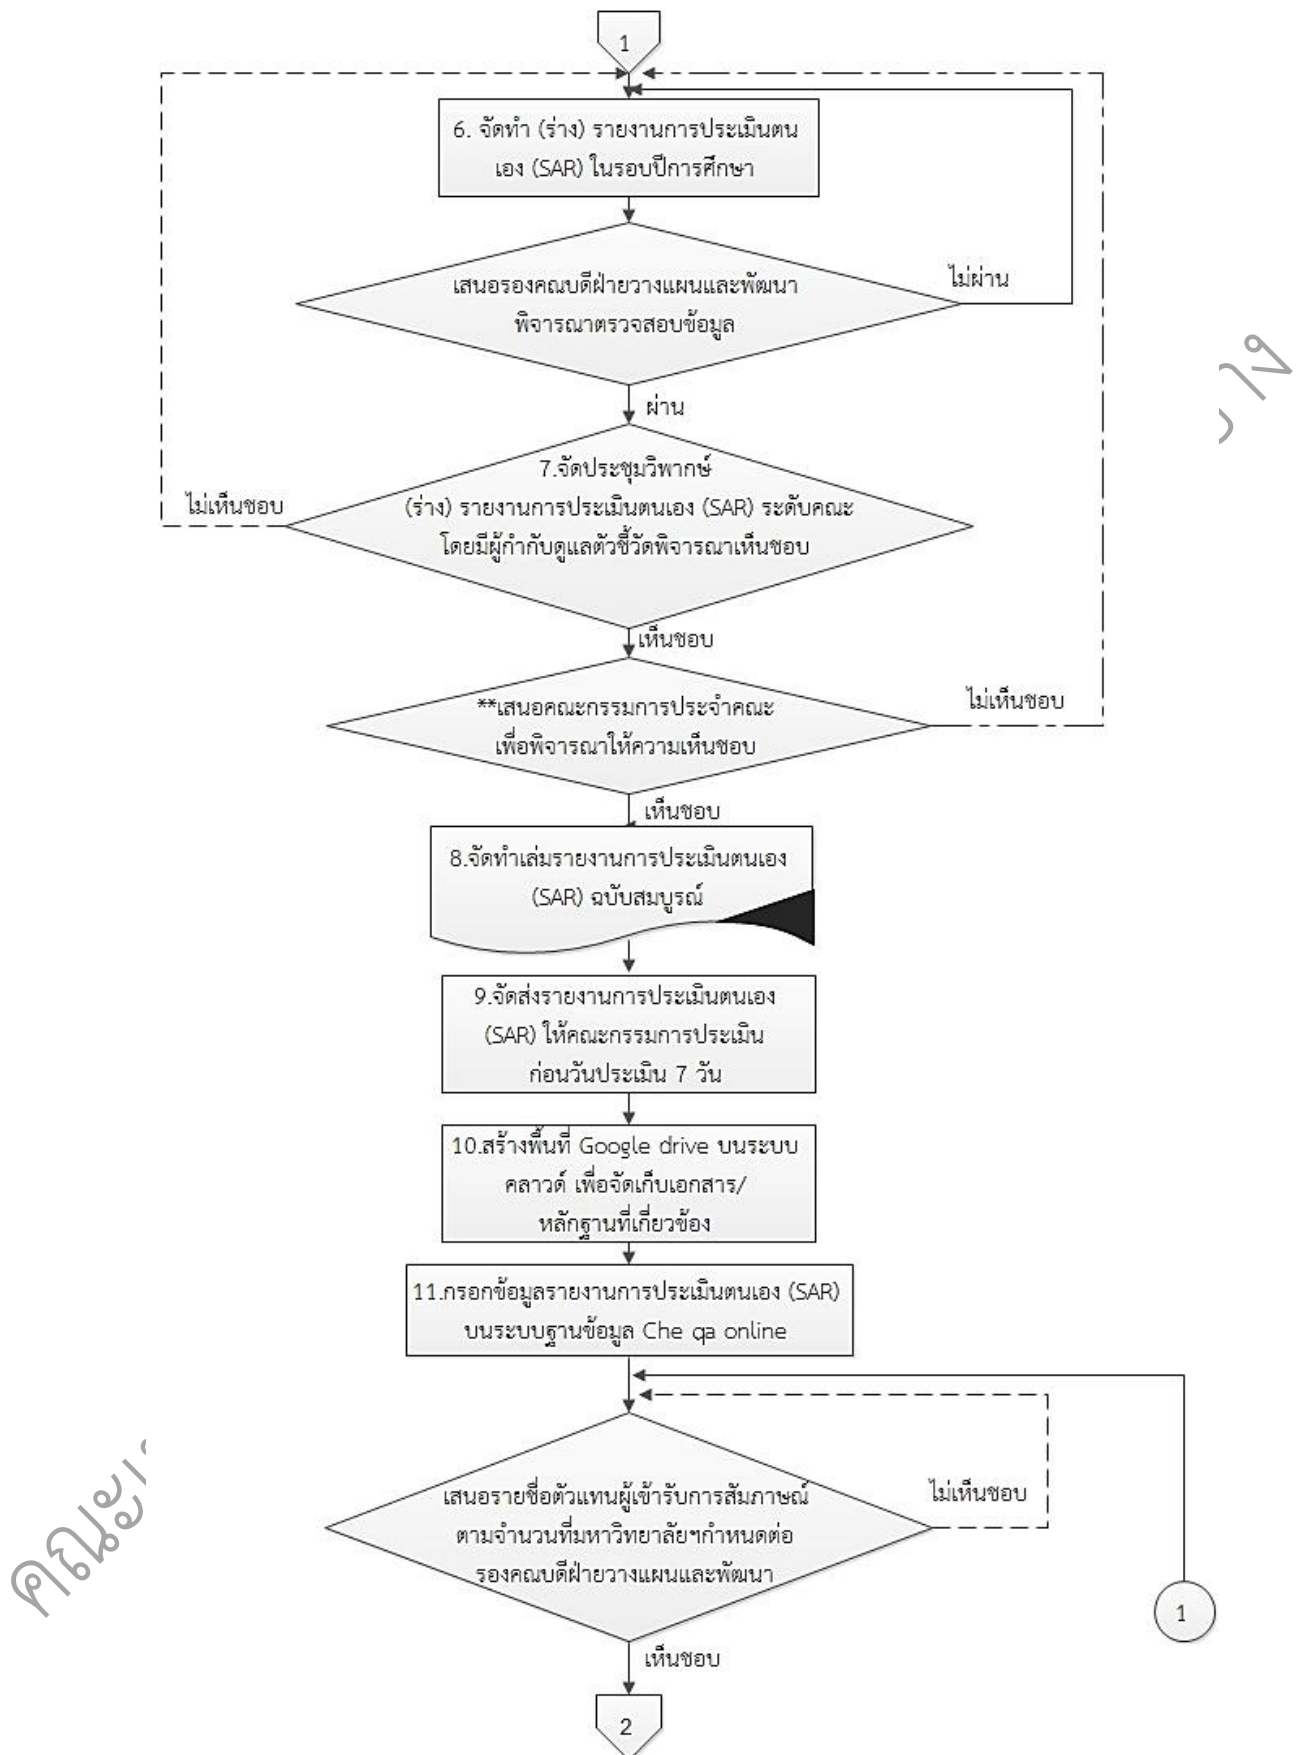 1
6. จัดทำ (ร่าง) รายงานการประเมินตน
เอง (SAR) ในรอบปีการศึกษา
เสนอรองคณบดีฝ่ายวางแผนและพัฒนา
พิจารณาตรวจสอบข้อมูล
ไม่ผ่าน
ผ่าน
7.จัดประชุมวิพากษ์
(ร่าง) รายงานการประเมินตนเอง (SAR) ระดับคณะ
โดยมีผู้กำกับดูแลตัวชี้วัดพิจารณาเห็นชอบ
ไม่เห็นชอบ
เห็นชอบ
**เสนอคณะกรรมการประจำคณะ
เพื่อพิจารณาให้ความเห็นชอบ
ไม่เห็นชอบ
เห็นชอบ
8.จัดทำเล่มรายงานการประเมินตนเอง
(SAR) ฉบับสมบูรณ์
9.จัดส่งรายงานการประเมินตนเอง
(SAR) ให้คณะกรรมการประเมิน
ก่อนวันประเมิน 7 วัน
10.สร้างพื้นที่ Google drive บนระบบ
คลาวด์ เพื่อจัดเก็บเอกสาร/
หลักฐานที่เกี่ยวข้อง
11.กรอกข้อมูลรายงานการประเมินตนเอง (SAR)
บนระบบฐานข้อมูล Che qa online
เสนอรายชื่อตัวแทนผู้เข้ารับการสัมภาษณ์
ตามจำนวนที่มหาวิทยาลัยฯกำหนดต่อ
รองคณบดีฝ่ายวางแผนและพัฒนา
ไม่เห็นชอบ
1
เห็นชอบ
2
คณะ